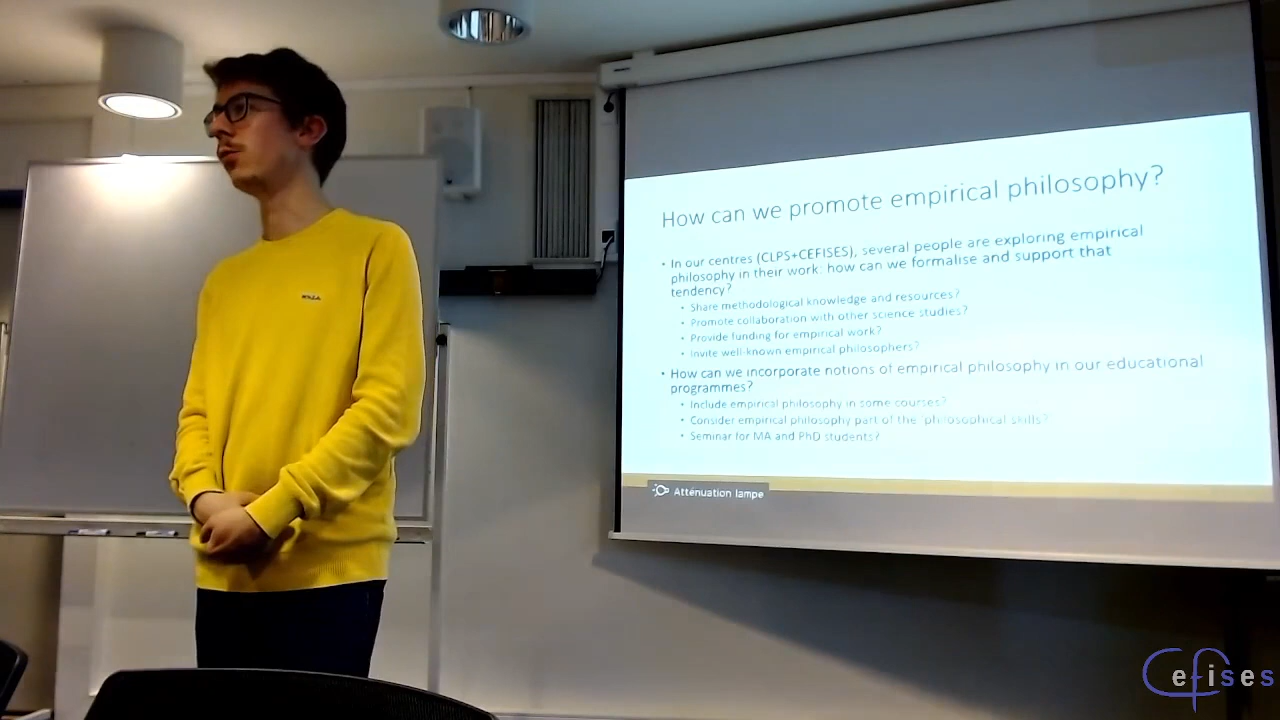 How can we promote empirical philosophy?
• In our centres (CLPS+CEFISES), several people are exploring empirical
philosophy in their work: how can we formalise and support that
tendency?
• Share methodological knowledge and resources?
• Promote collaboration with other science studies?
• Provide funding for empirical work?
• Invite well-known empirical philosophers?
• How can we incorporate notions of empirical philosophy in our educational
programmes?
• Include empirical philosophy in some courses?
• Consider empirical philosophy part of the 'philosophical skills'?
• Seminar for MA and PhD students?
Atténuation lampe
Cefises